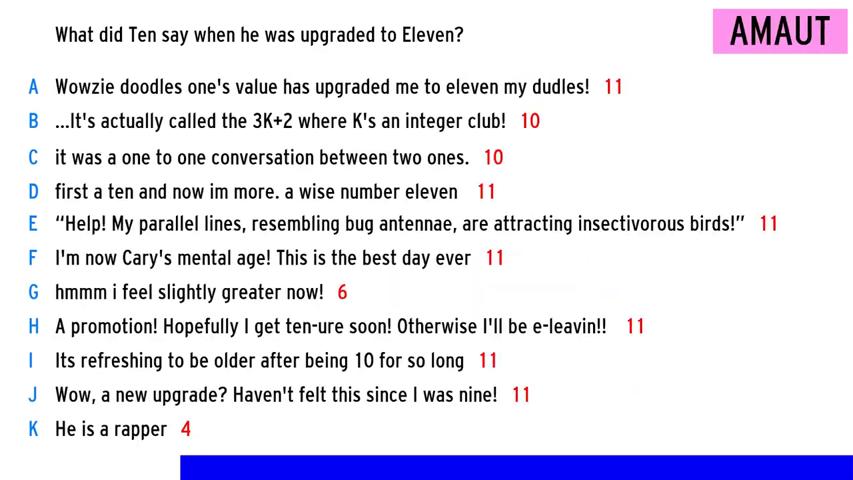 What did Ten say when he was upgraded to Eleven?
AMAUT
A Wowzie doodles one's value has upgraded me to eleven my dudles! 11
B ...It's actually called the 3K+2 where K's an integer club! 10
C it was a one to one conversation between two ones. 10
D first a ten and now im more. a wise number eleven 11
E “Help! My parallel lines, resembling bug antennae, are attracting insectivorous birds!” 11
F I'm now Cary's mental age! This is the best day ever 11
G hmmm i feel slightly greater now! 6
H A promotion! Hopefully I get ten-ure soon! Otherwise I'll be e-leavin!! 11
I Its refreshing to be older after being 10 for so long 11
J Wow, a new upgrade? Haven't felt this since I was nine! 11
K He is a rapper 4